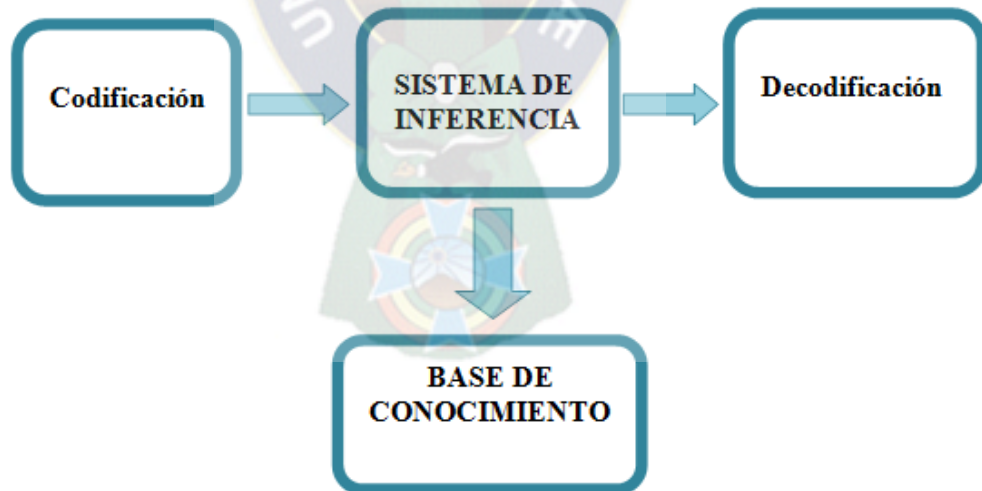 Codificación
SISTEMA DE
INFERENCIA
Decodificación
BASE DE
CONOCIMIENTO